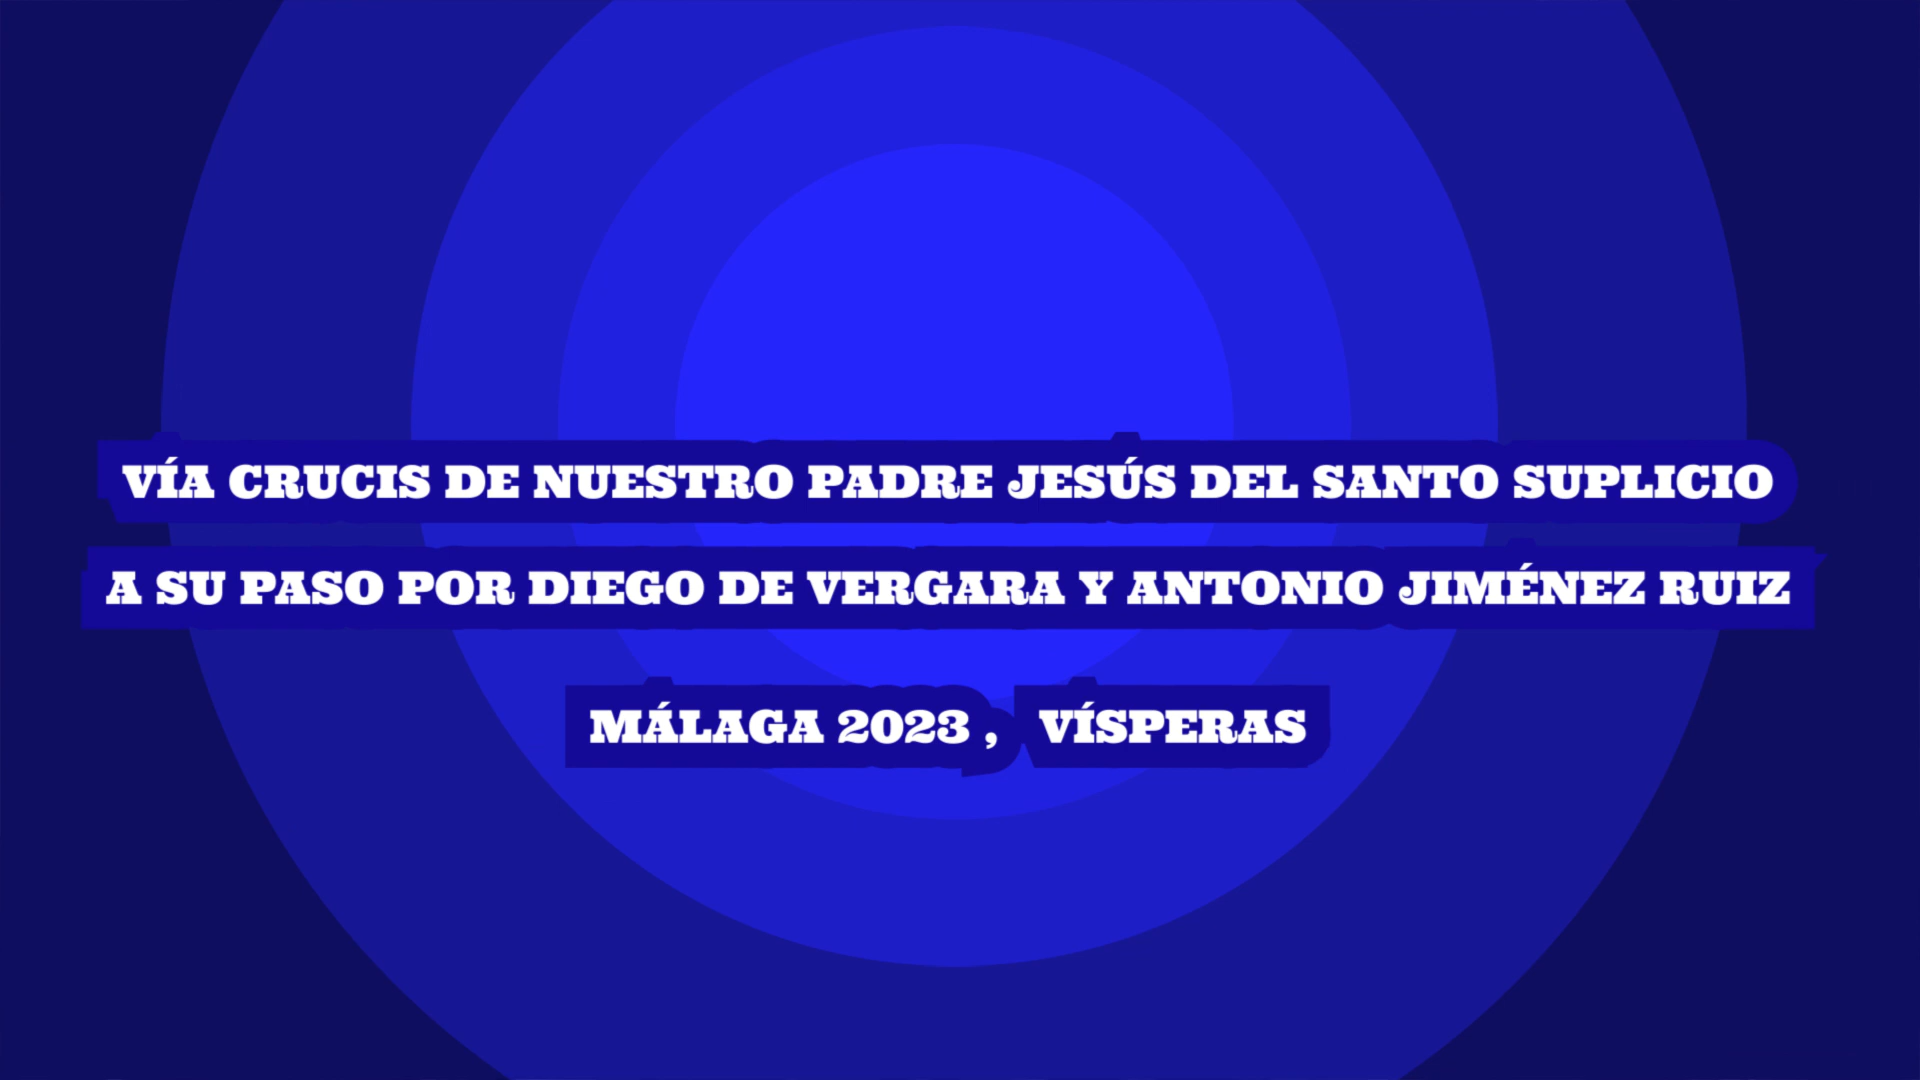 VÍA CRUCIS DE NUESTRO PADRE JESÚS DEL SANTO SUPLICIO
A SU PASO POR DIEGO DE VERGARA Y ANTONIO JIMÉNEZ RUIZ
MÁLAGA 2023 , VÍSPERAS